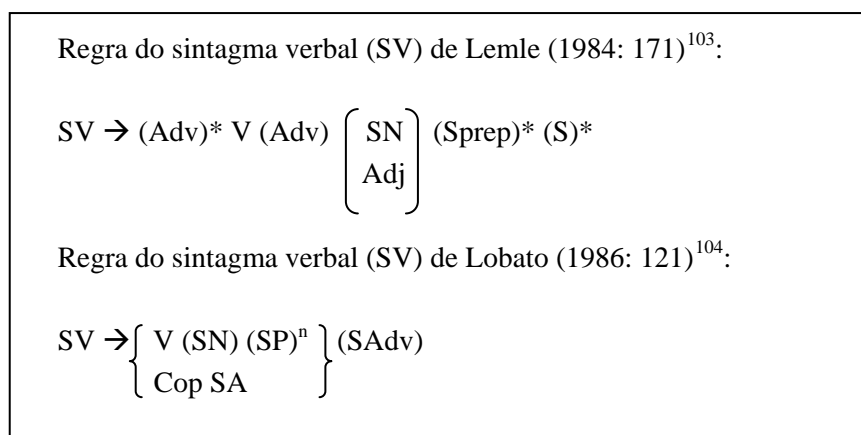 Regra do sintagma verbal (SV) de Lemle (1984: 171)103:
SV → (Adv)* V (Adv) ( SN ) (Sprep)* (S)*
Adj
Regra do sintagma verbal (SV) de Lobato (1986: 121)104:
SV → { V (SN) (SP)n } (SAdv)
Cop SA